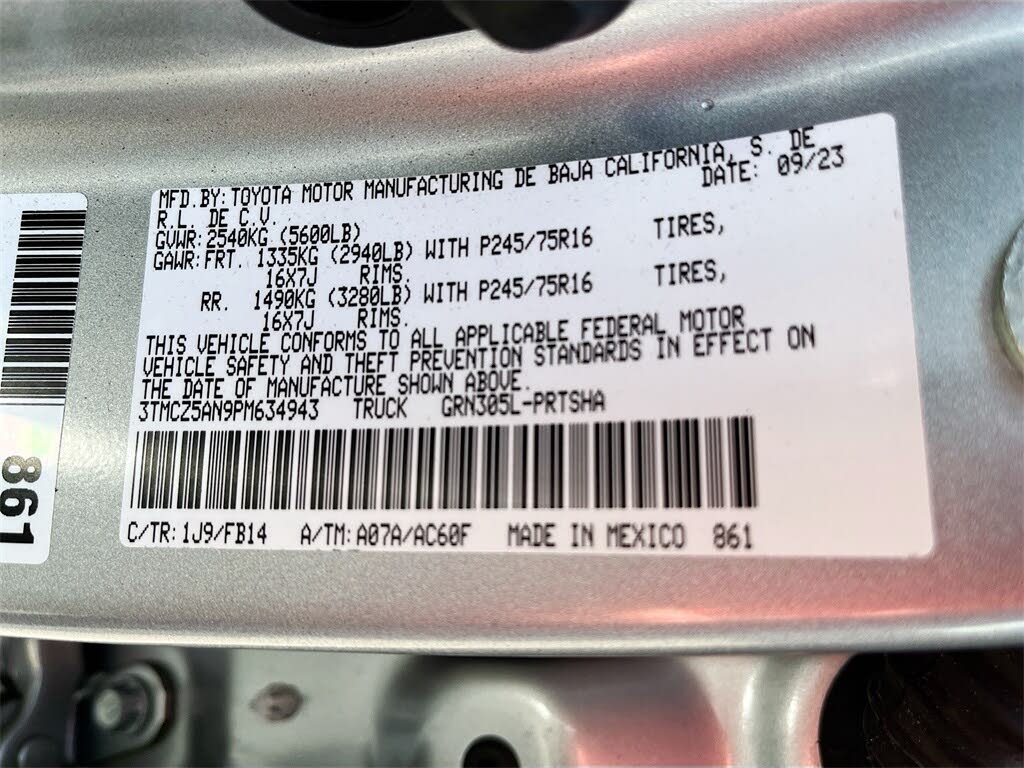 MFD.BY: TOYOTA MOTOR MANUFACTURING DE BAJA CALIFORNIA, S. DE
R.L. DE C.V. DATE: 09/23
GVWR: 2540KG (5600LB)
GAWR: FRT. 1335KG (2940LB) WITH P245/75R16 TIRES,
16X7J RIMS.
RR. 1490KG (3280LB) WITH P245/75R16 TIRES,
16X7J RIMS.
THIS VEHICLE CONFORMS TO ALL APPLICABLE FEDERAL MOTOR
VEHICLE SAFETY AND THEFT PREVENTION STANDARDS IN EFFECT ON
THE DATE OF MANUFACTURE SHOWN ABOVE.
3TMCZ5AN9PM634943 TRUCK GRN305L-PRTSHA
C/TR: 1J9/FB14 A/TM: A07A/AC60F MADE IN MEXICO 861
861